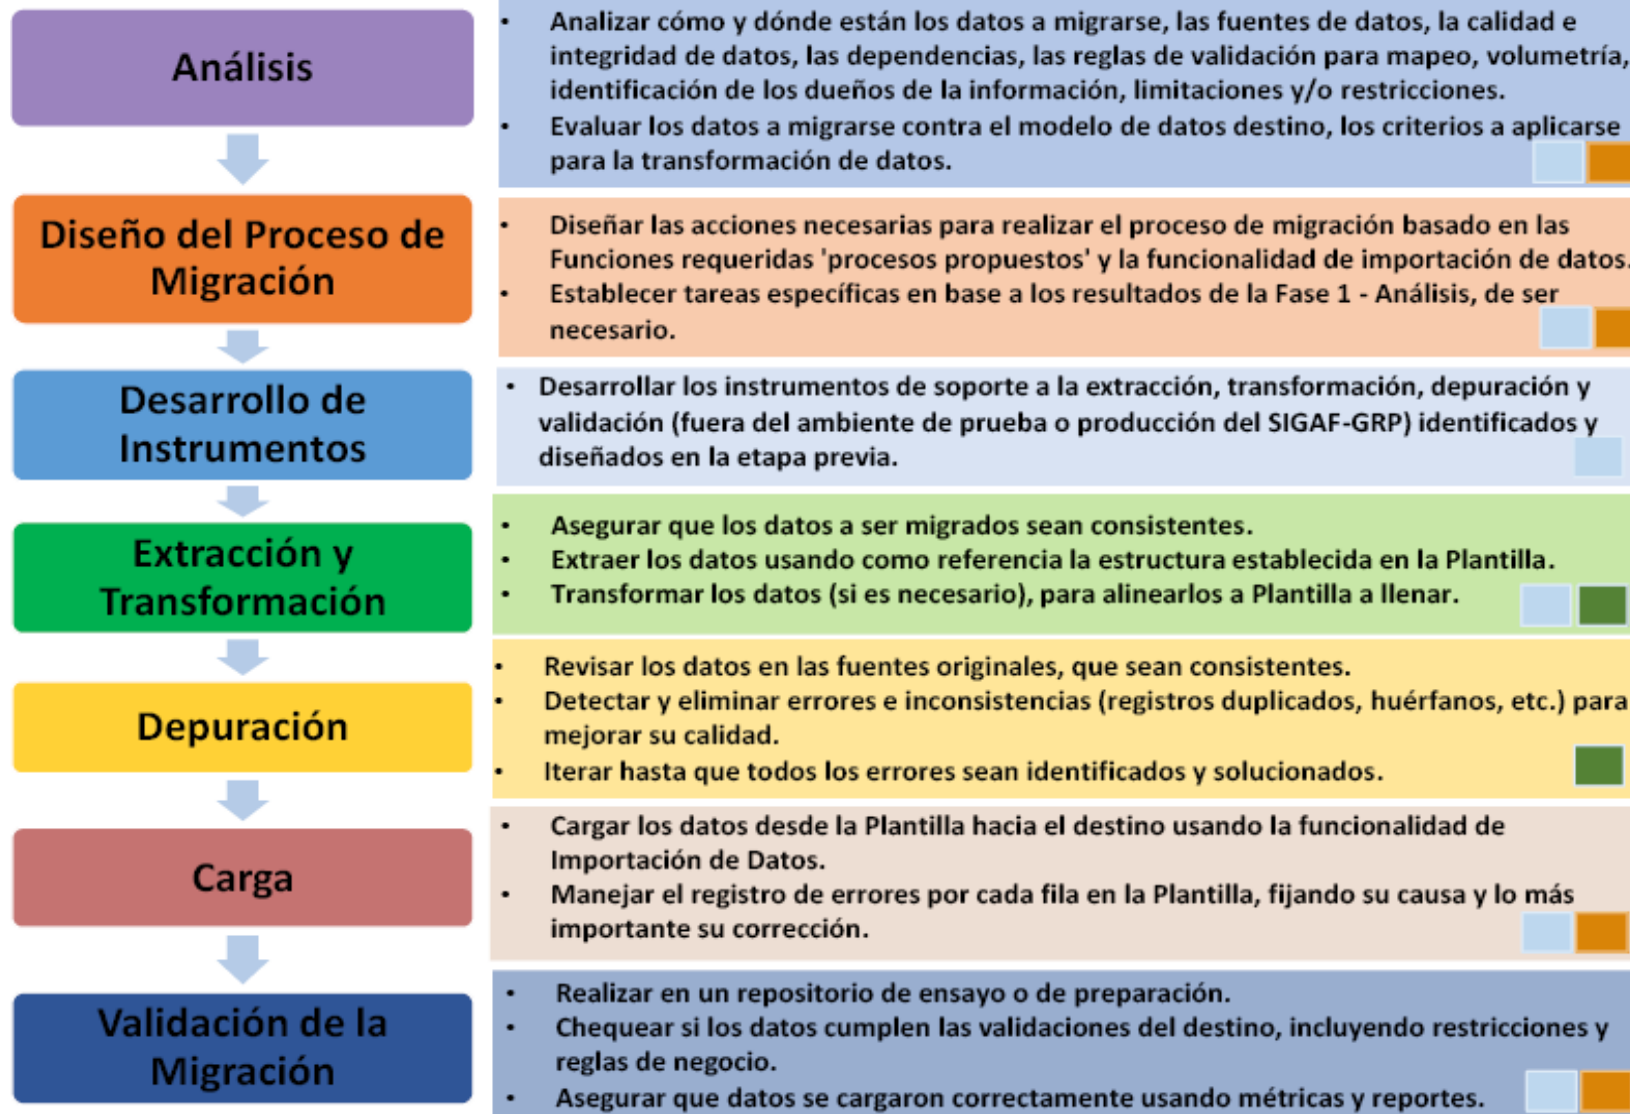 Análisis
• Analizar cómo y dónde están los datos a migrarse, las fuentes de datos, la calidad e
integridad de datos, las dependencias, las reglas de validación para mapeo, volumetría,
identificación de los dueños de la información, limitaciones y/o restricciones.
• Evaluar los datos a migrarse contra el modelo de datos destino, los criterios a aplicarse
para la transformación de datos.
Diseño del Proceso de
Migración
• Diseñar las acciones necesarias para realizar el proceso de migración basado en las
Funciones requeridas 'procesos propuestos' y la funcionalidad de importación de datos.
• Establecer tareas específicas en base a los resultados de la Fase 1 - Análisis, de ser
necesario.
Desarrollo de
Instrumentos
• Desarrollar los instrumentos de soporte a la extracción, transformación, depuración y
validación (fuera del ambiente de prueba o producción del SIGAF-GRP) identificados y
diseñados en la etapa previa.
Extracción y
Transformación
• Asegurar que los datos a ser migrados sean consistentes.
• Extraer los datos usando como referencia la estructura establecida en la Plantilla.
• Transformar los datos (si es necesario), para alinearlos a Plantilla a llenar.
Depuración
• Revisar los datos en las fuentes originales, que sean consistentes.
• Detectar y eliminar errores e inconsistencias (registros duplicados, huérfanos, etc.) para
mejorar su calidad.
• Iterar hasta que todos los errores sean identificados y solucionados.
Carga
• Cargar los datos desde la Plantilla hacia el destino usando la funcionalidad de
Importación de Datos.
• Manejar el registro de errores por cada fila en la Plantilla, fijando su causa y lo más
importante su corrección.
Validación de la
Migración
• Realizar en un repositorio de ensayo o de preparación.
• Chequear si los datos cumplen las validaciones del destino, incluyendo restricciones y
reglas de negocio.
• Asegurar que datos se cargaron correctamente usando métricas y reportes.